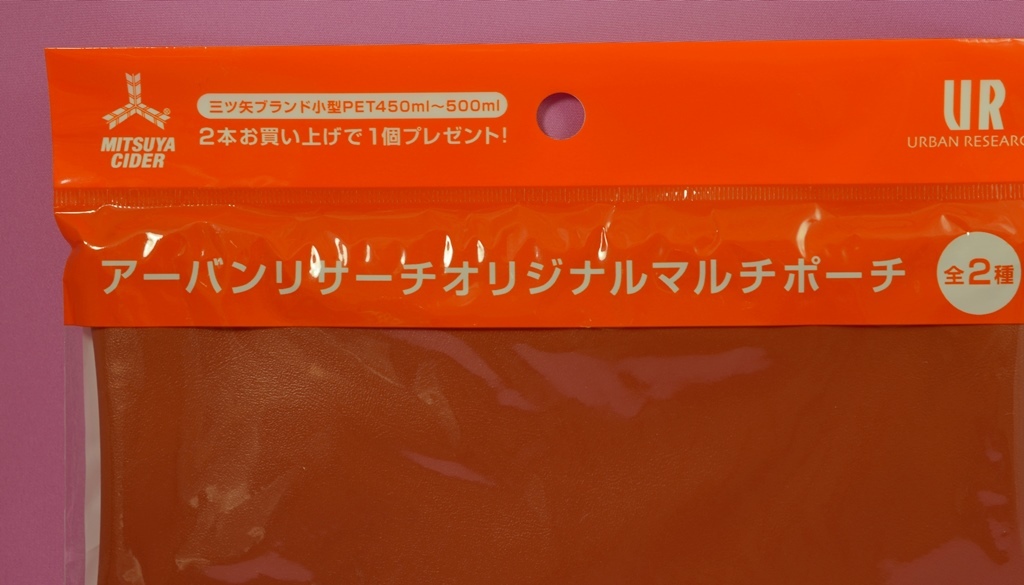 三ツ矢ブランド小型PET450ml～500ml
2本お買い上げで1個プレゼント!
MITSUYA
CIDER
UR
URBAN RESEARC
アーバンリサーチオリジナルマルチポーチ
全2種